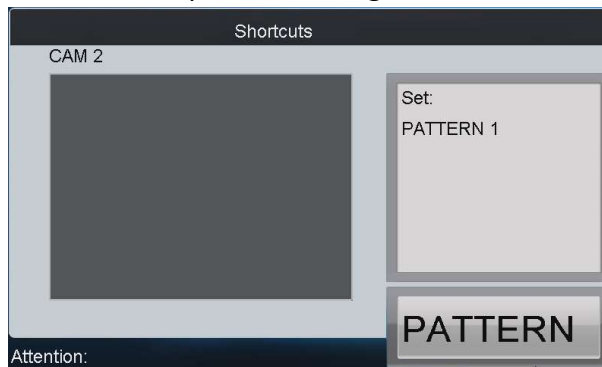 Shortcuts
CAM 2
Set:
PATTERN 1
PATTERN
Attention: